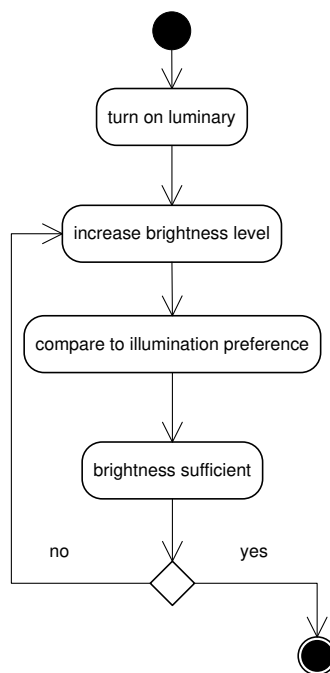 turn on luminary
increase brightness level
compare to illumination preference
brightness sufficient
no
yes